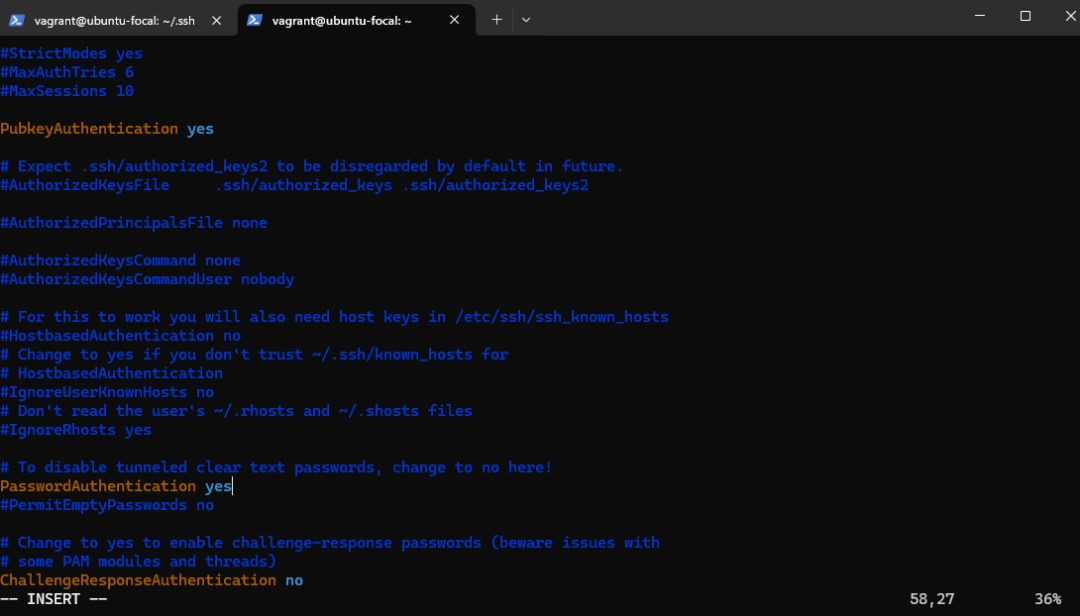 vagrant@ubuntu-focal: ~/.ssh
vagrant@ubuntu-focal: ~
#StrictModes yes
#MaxAuthTries 6
#MaxSessions 10
PubkeyAuthentication yes
# Expect .ssh/authorized_keys2 to be disregarded by default in future.
#AuthorizedKeysFile     .ssh/authorized_keys .ssh/authorized_keys2
#AuthorizedPrincipalsFile none
#AuthorizedKeysCommand none
#AuthorizedKeysCommandUser nobody
# For this to work you will also need host keys in /etc/ssh/ssh_known_hosts
#HostbasedAuthentication no
# Change to yes if you don't trust ~/.ssh/known_hosts for
# HostbasedAuthentication
#IgnoreUserKnownHosts no
# Don't read the user's ~/.rhosts and ~/.shosts files
#IgnoreRhosts yes
# To disable tunneled clear text passwords, change to no here!
PasswordAuthentication yes
#PermitEmptyPasswords no
# Change to yes to enable challenge-response passwords (beware issues with
# some PAM modules and threads)
ChallengeResponseAuthentication no
-- INSERT --    58,27    36%